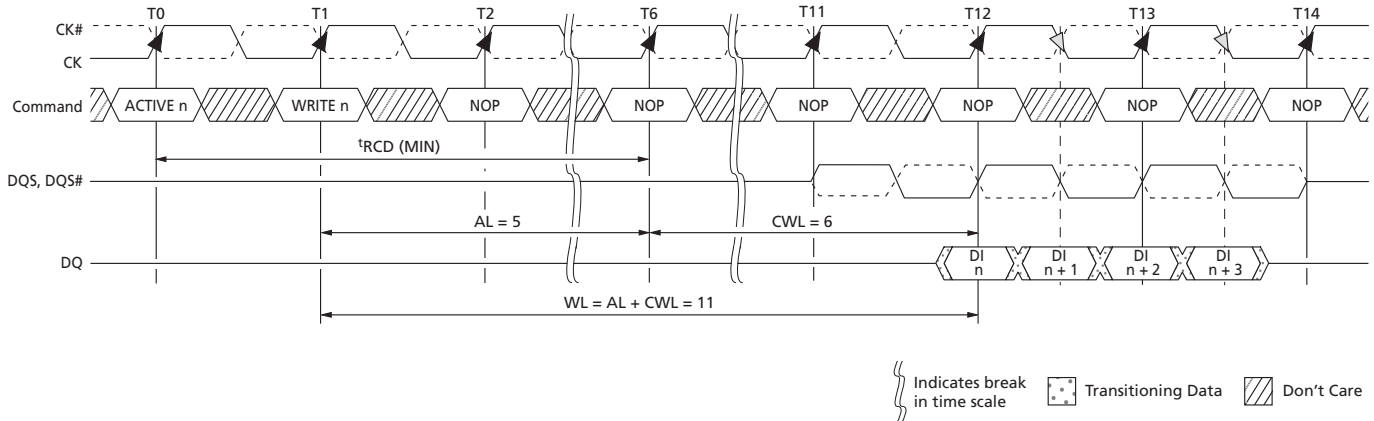 T0 T1 T2 T6 T11 T12 T13 T14
CK#
CK
Command ACTIVE n WRITE n NOP NOP NOP NOP NOP NOP
tRCD (MIN)
DQS, DQS#
AL = 5 CWL = 6
DQ DI n DI n + 1 DI n + 2 DI n + 3
WL = AL + CWL = 11
Indicates break
in time scale
Transitioning Data
Don't Care